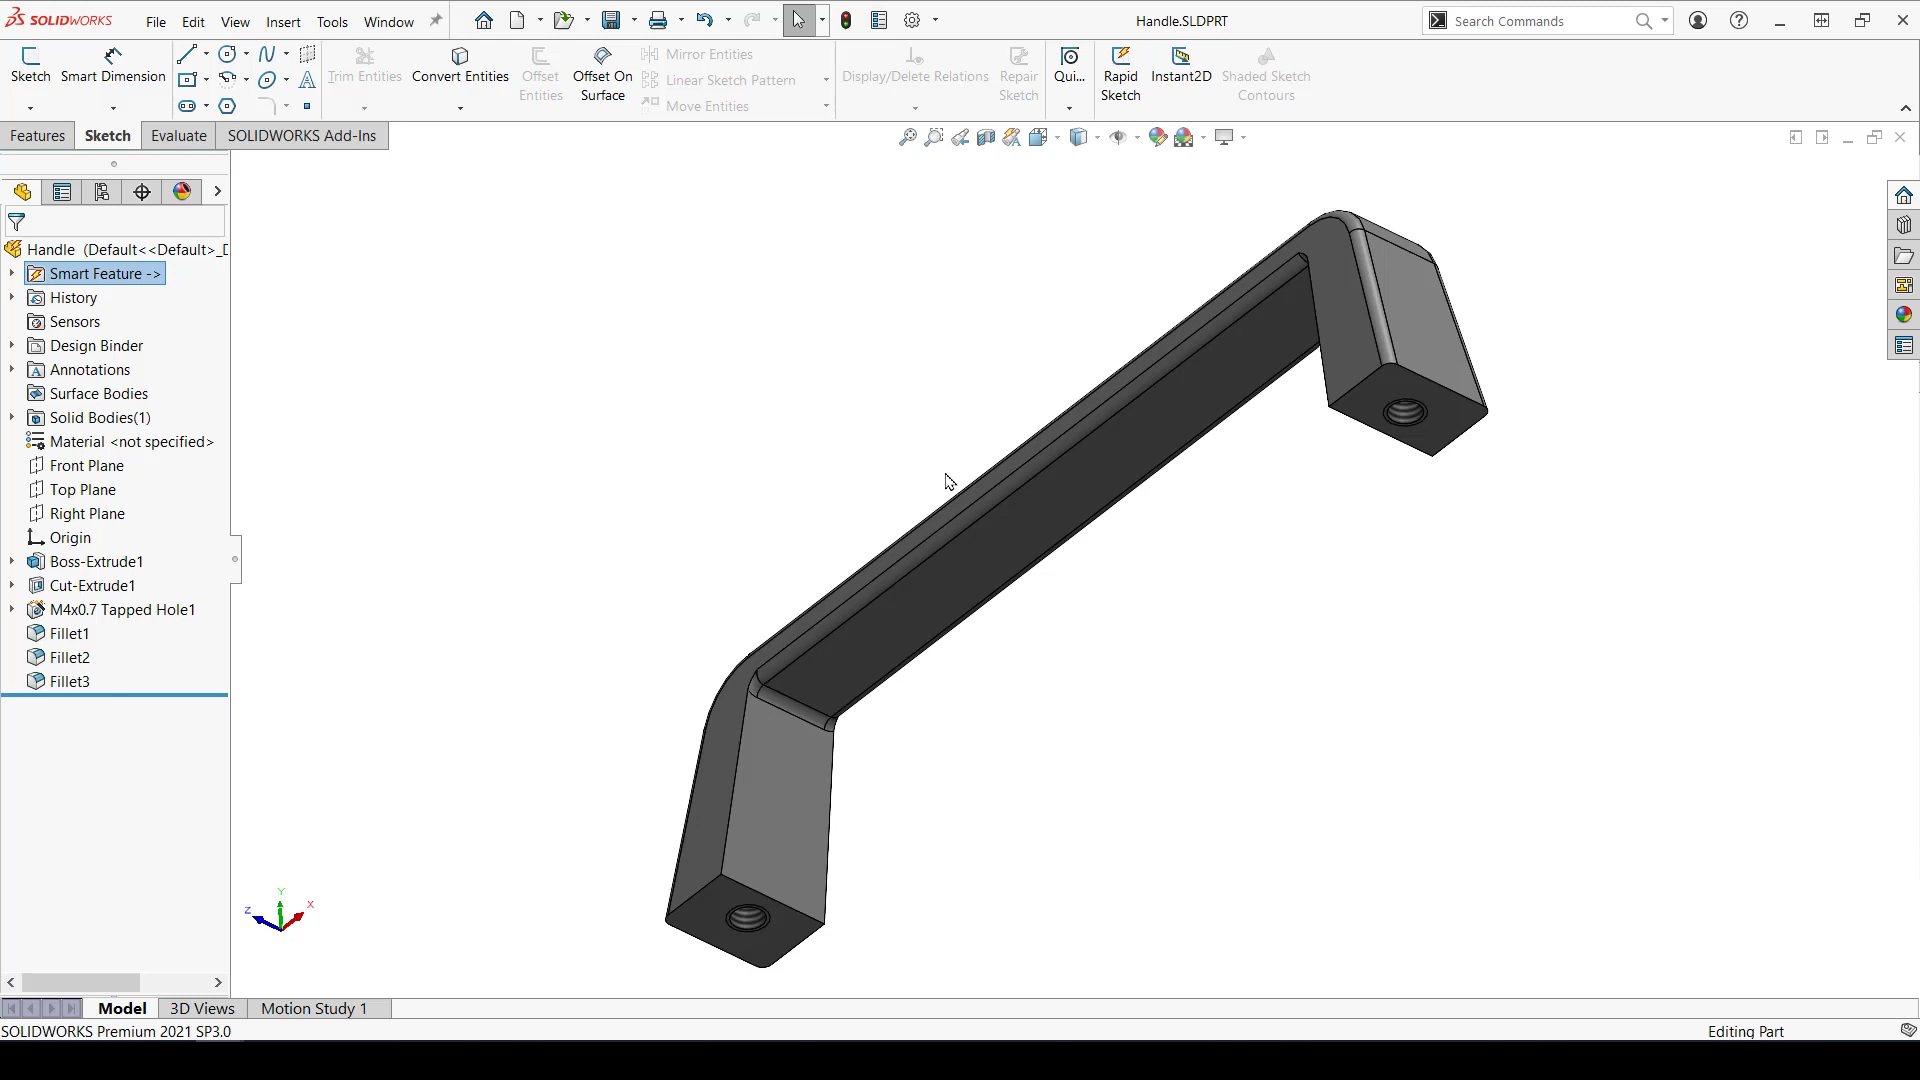 SOLIDWORKS File Edit View Insert Tools Window Handle.SLDPRT Search Commands
Sketch Smart Dimension Trim Entities Convert Entities Offset Entities Offset On Surface Mirror Entities Linear Sketch Pattern Move Entities Display/Delete Relations Repair Sketch Qui... Rapid Sketch Instant2D Shaded Sketch Contours
Features Sketch Evaluate SOLIDWORKS Add-Ins
Handle (Default<<Default>_D
Smart Feature ->
History
Sensors
Design Binder
Annotations
Surface Bodies
Solid Bodies(1)
Material <not specified>
Front Plane
Top Plane
Right Plane
Origin
Boss-Extrude1
Cut-Extrude1
M4x0.7 Tapped Hole1
Fillet1
Fillet2
Fillet3
Y
Z X
Model 3D Views Motion Study 1
SOLIDWORKS Premium 2021 SP3.0 Editing Part